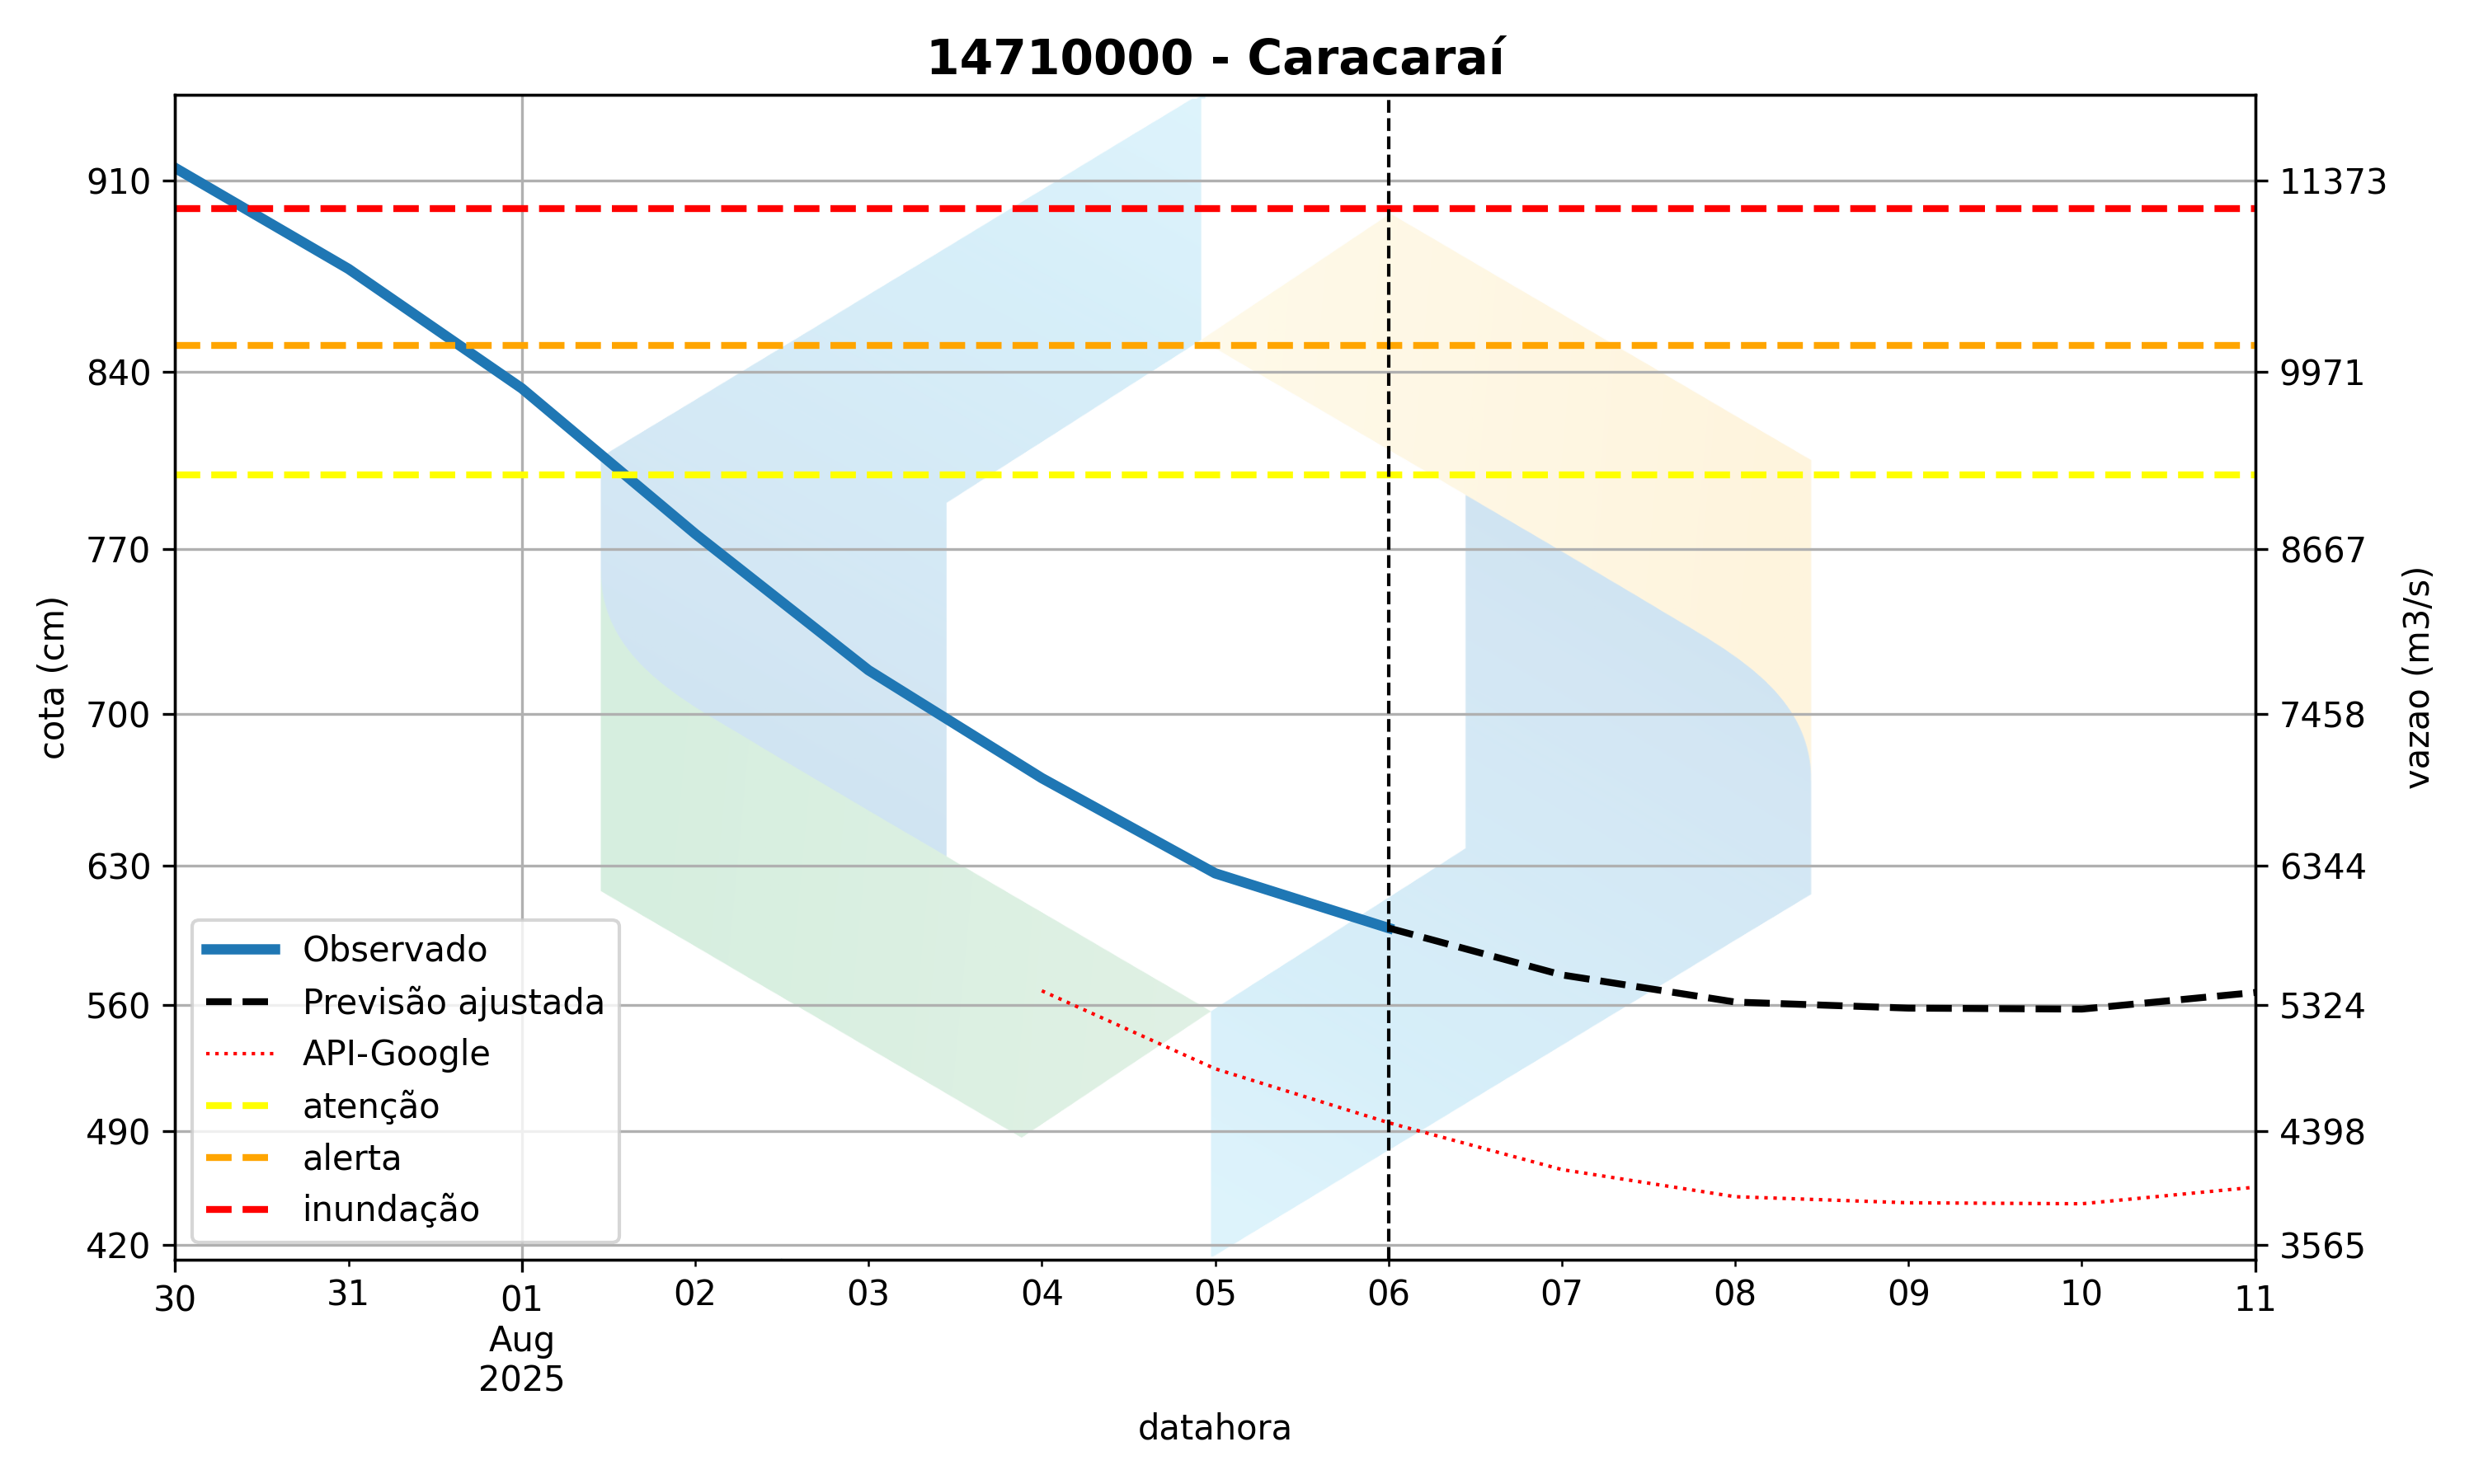 14710000 - Caracaraí
910
840
770
700
630
560
490
420
cota (cm)
11373
9971
8667
7458
6344
5324
4398
3565
vazao (m3/s)
Observado
Previsão ajustada
API-Google
atenção
alerta
inundação
30 31 01 02 03 04 05 06 07 08 09 10 11
Aug
2025
datahora